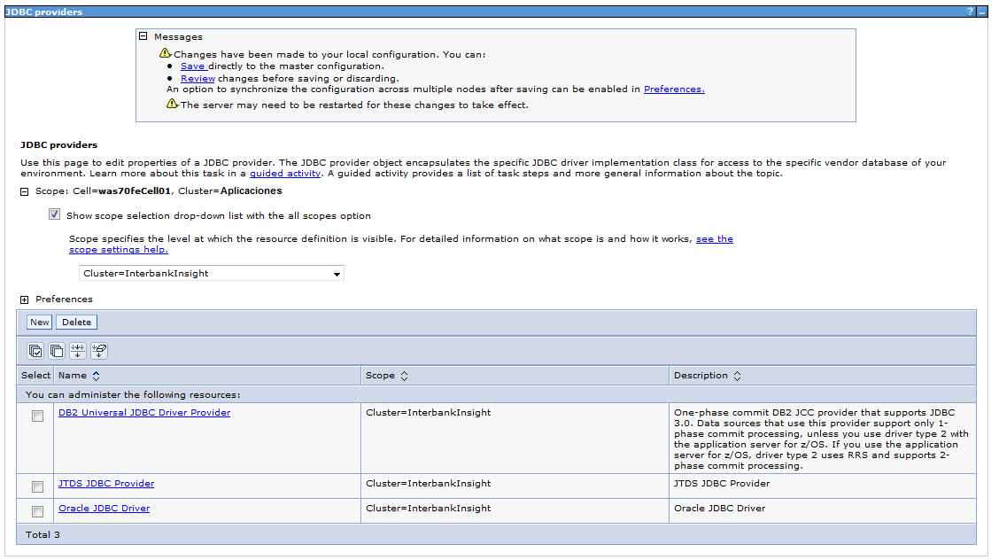 JDBC providers
Messages
Changes have been made to your local configuration. You can:
Save directly to the master configuration.
Review changes before saving or discarding.
An option to synchronize the configuration across multiple nodes after saving can be enabled in Preferences.
The server may need to be restarted for these changes to take effect.
JDBC providers
Use this page to edit properties of a JDBC provider. The JDBC provider object encapsulates the specific JDBC driver implementation class for access to the specific vendor database of your
environment. Learn more about this task in a guided activity. A guided activity provides a list of task steps and more general information about the topic.
Scope: Cell=was70feCell01, Cluster=Aplicaciones
Show scope selection drop-down list with the all scopes option
Scope specifies the level at which the resource definition is visible. For detailed information on what scope is and how it works, see the
scope settings help.
Cluster=InterbankInsight
Preferences
New Delete
Select Name Scope Description
You can administer the following resources:
DB2 Universal JDBC Driver Provider Cluster=InterbankInsight One-phase commit DB2 JCC provider that supports JDBC
3.0. Data sources that use this provider support only 1-
phase commit processing, unless you use driver type 2 with
the application server for z/OS. If you use the application
server for z/OS, driver type 2 uses RRS and supports 2-
phase commit processing.
JTDS JDBC Provider Cluster=InterbankInsight JTDS JDBC Provider
Oracle JDBC Driver Cluster=InterbankInsight Oracle JDBC Driver
Total 3